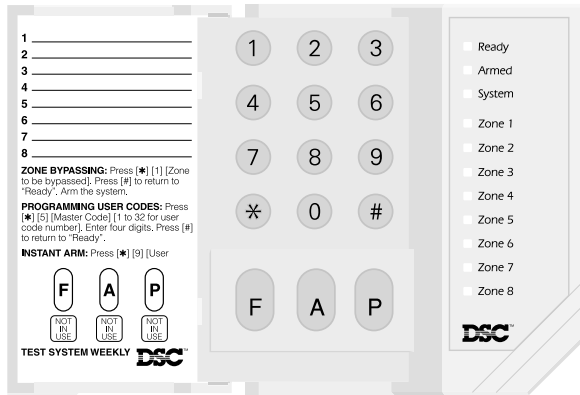 1
2
3
4
5
6
7
8
ZONE BYPASSING: Press [✱] [1] [Zone
to be bypassed]. Press [#] to return to
"Ready". Arm the system.
PROGRAMMING USER CODES: Press
[✱] [5] [Master Code] [1 to 32 for user
code number]. Enter four digits. Press [#]
to return to "Ready".
INSTANT ARM: Press [✱] [9] [User
F A P
NOT IN USE
NOT IN USE
NOT IN USE
TEST SYSTEM WEEKLY DSC™
1 2 3
4 5 6
7 8 9
* 0 #
F A P
Ready
Armed
System
Zone 1
Zone 2
Zone 3
Zone 4
Zone 5
Zone 6
Zone 7
Zone 8
DSC™